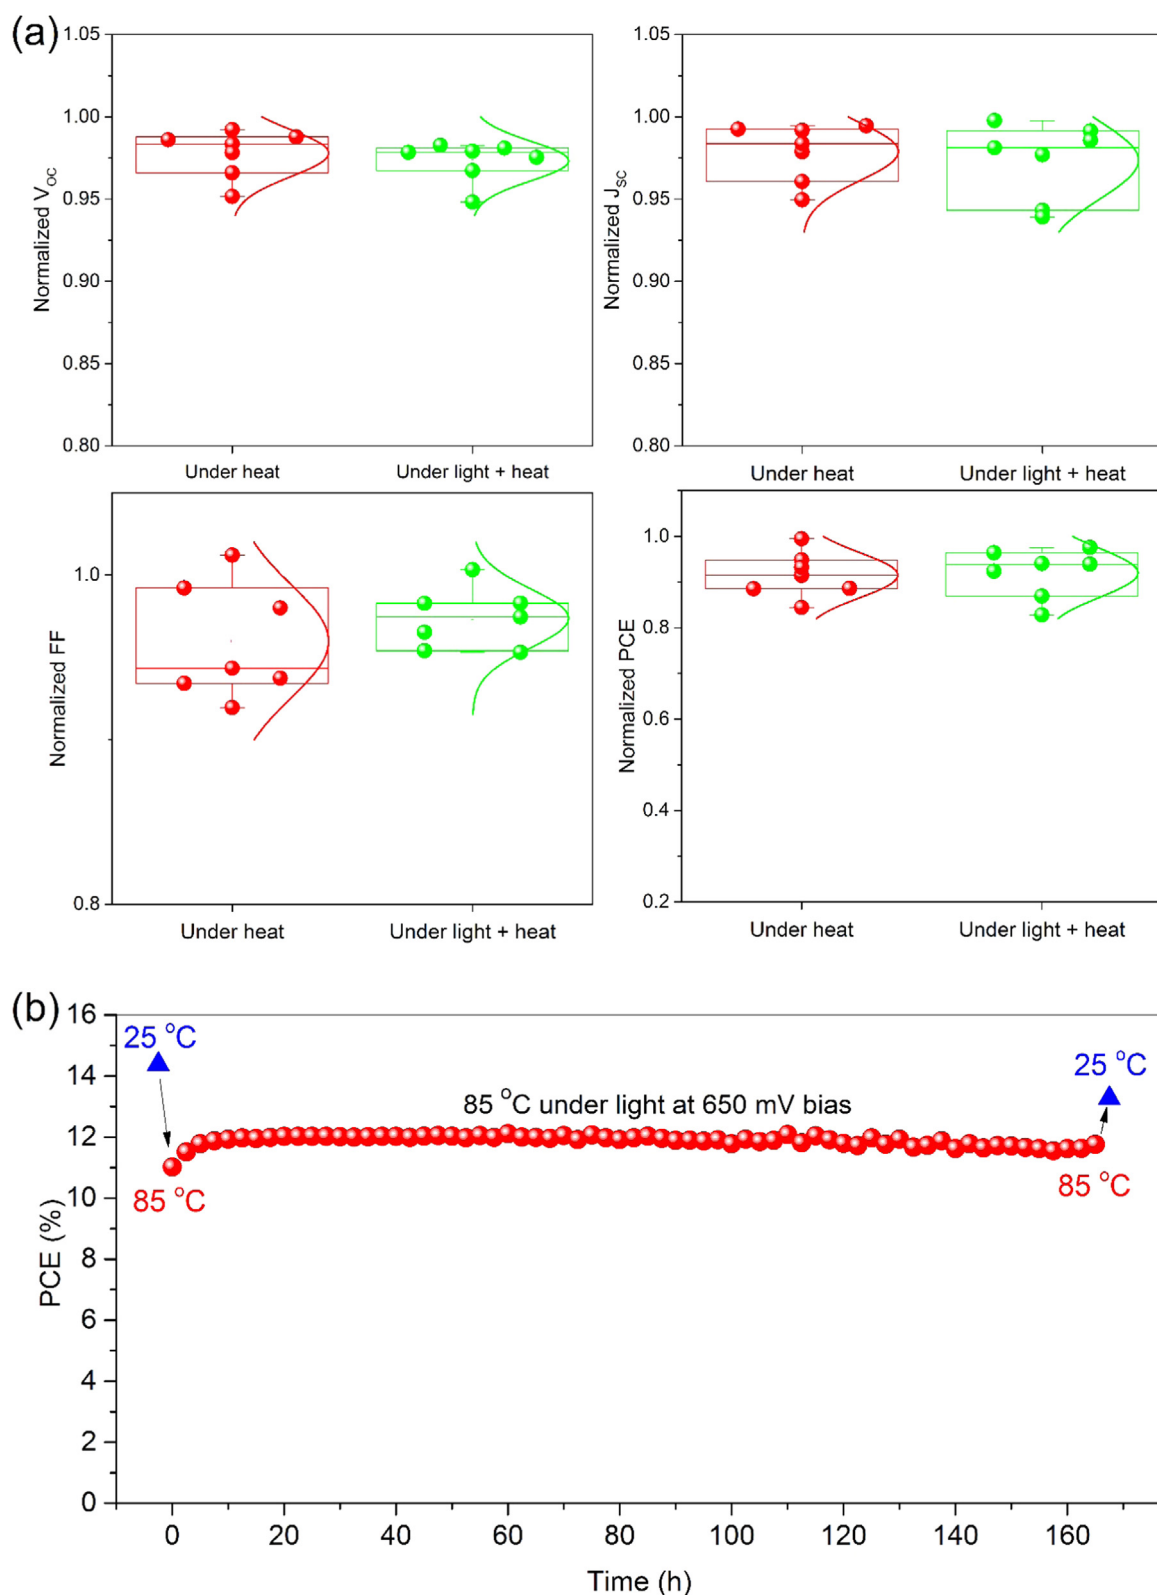 (a)
1.05
1.00
0.95
0.90
0.85
0.80
Normalized V_OC
Under heat
Under light + heat
1.05
1.00
0.95
0.90
0.85
0.80
Normalized J_SC
Under heat
Under light + heat
1.0
0.8
Normalized FF
Under heat
Under light + heat
1.0
0.8
0.6
0.4
0.2
Normalized PCE
Under heat
Under light + heat
(b)
16
14
12
10
8
6
4
2
0
PCE (%)
25 °C
85 °C
85 °C under light at 650 mV bias
25 °C
85 °C
0
20
40
60
80
100
120
140
160
Time (h)